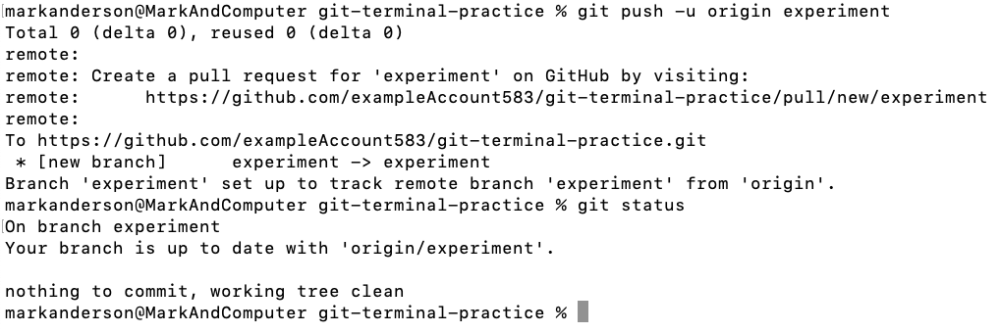 markanderson@MarkAndComputer git-terminal-practice % git push -u origin experiment
Total 0 (delta 0), reused 0 (delta 0)
remote:
remote: Create a pull request for 'experiment' on GitHub by visiting:
remote:      https://github.com/exampleAccount583/git-terminal-practice/pull/new/experiment
remote:
To https://github.com/exampleAccount583/git-terminal-practice.git
 * [new branch]      experiment -> experiment
Branch 'experiment' set up to track remote branch 'experiment' from 'origin'.
markanderson@MarkAndComputer git-terminal-practice % git status
On branch experiment
Your branch is up to date with 'origin/experiment'.

nothing to commit, working tree clean
markanderson@MarkAndComputer git-terminal-practice %